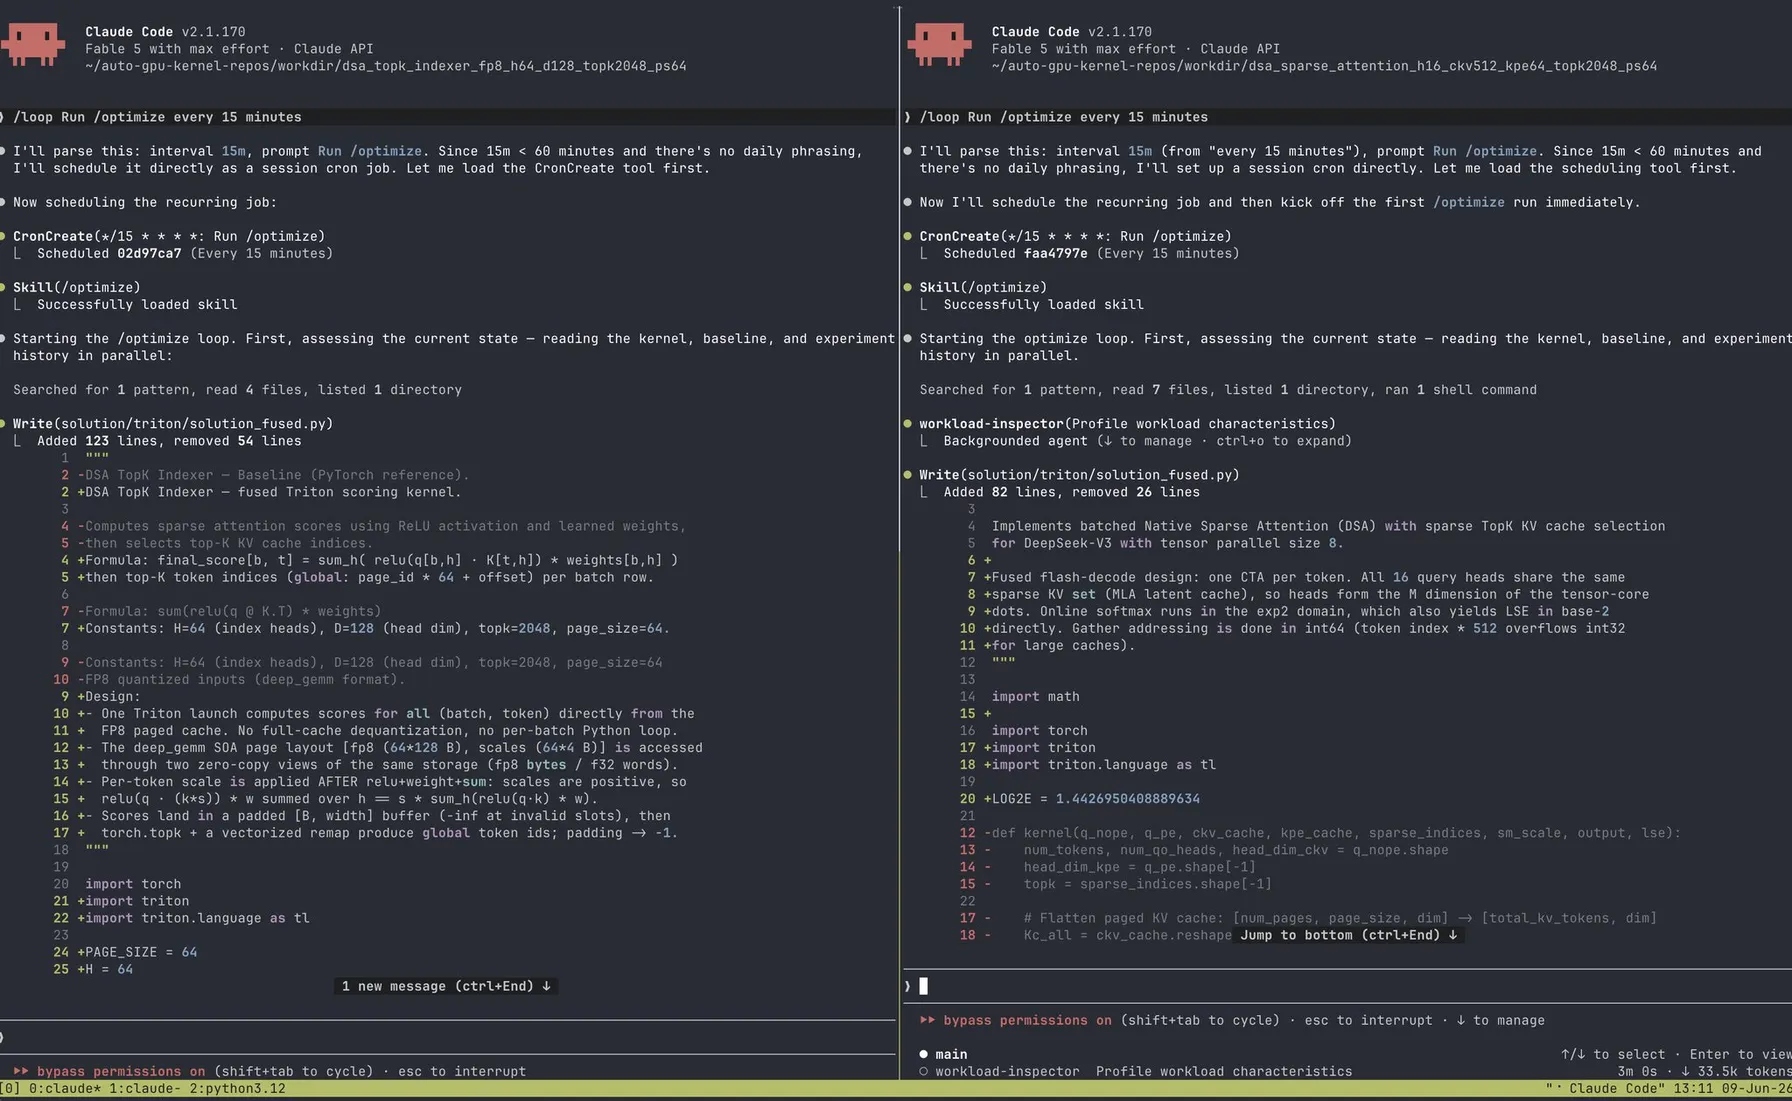 Claude Code v2.1.170
Fable 5 with max effort · Claude API
~/auto-gpu-kernel-repos/workdir/dsa_topk_indexer_fp8_h64_d128_topk2048_ps64
❯ /loop Run /optimize every 15 minutes
● I'll parse this: interval 15m, prompt Run /optimize. Since 15m < 60 minutes and there's no daily phrasing,
I'll schedule it directly as a session cron job. Let me load the CronCreate tool first.
● Now scheduling the recurring job:
● CronCreate(*/15 * * * *: Run /optimize)
⎿ Scheduled 02d97ca7 (Every 15 minutes)
● Skill(/optimize)
⎿ Successfully loaded skill
● Starting the /optimize loop. First, assessing the current state — reading the kernel, baseline, and experiment
history in parallel:
Searched for 1 pattern, read 4 files, listed 1 directory
● Write(solution/triton/solution_fused.py)
⎿ Added 123 lines, removed 54 lines
1 """
2 -DSA TopK Indexer — Baseline (PyTorch reference).
2 +DSA TopK Indexer — fused Triton scoring kernel.
3
4 -Computes sparse attention scores using ReLU activation and learned weights,
5 -then selects top-K KV cache indices.
4 +Formula: final_score[b, t] = sum_h( relu(q[b,h] · K[t,h]) * weights[b,h] )
5 +then top-K token indices (global: page_id * 64 + offset) per batch row.
6
7 -Formula: sum(relu(q @ K.T) * weights)
7 +Constants: H=64 (index heads), D=128 (head dim), topk=2048, page_size=64.
8
9 -Constants: H=64 (index heads), D=128 (head dim), topk=2048, page_size=64
10 -FP8 quantized inputs (deep_gemm format).
9 +Design:
10 +- One Triton launch computes scores for all (batch, token) directly from the
11 +  FP8 paged cache. No full-cache dequantization, no per-batch Python loop.
12 +- The deep_gemm SOA page layout [fp8 (64*128 B), scales (64*4 B)] is accessed
13 +  through two zero-copy views of the same storage (fp8 bytes / f32 words).
14 +- Per-token scale is applied AFTER relu+weight+sum: scales are positive, so
15 +  relu(q · (k*s)) * w summed over h == s * sum_h(relu(q·k) * w).
16 +- Scores land in a padded [B, width] buffer (-inf at invalid slots), then
17 +  torch.topk + a vectorized remap produce global token ids; padding -> -1.
18 """
19
20 import torch
21 +import triton
22 +import triton.language as tl
23
24 +PAGE_SIZE = 64
25 +H = 64
1 new message (ctrl+End) ↓
❯
⏵⏵ bypass permissions on (shift+tab to cycle) · esc to interrupt
Claude Code v2.1.170
Fable 5 with max effort · Claude API
~/auto-gpu-kernel-repos/workdir/dsa_sparse_attention_h16_ckv512_kpe64_topk2048_ps64
❯ /loop Run /optimize every 15 minutes
● I'll parse this: interval 15m (from "every 15 minutes"), prompt Run /optimize. Since 15m < 60 minutes and
there's no daily phrasing, I'll set up a session cron directly. Let me load the scheduling tool first.
● Now I'll schedule the recurring job and then kick off the first /optimize run immediately.
● CronCreate(*/15 * * * *: Run /optimize)
⎿ Scheduled faa4797e (Every 15 minutes)
● Skill(/optimize)
⎿ Successfully loaded skill
● Starting the optimize loop. First, assessing the current state — reading the kernel, baseline, and experiment
history in parallel.
Searched for 1 pattern, read 7 files, listed 1 directory, ran 1 shell command
● workload-inspector(Profile workload characteristics)
⎿ Backgrounded agent (↓ to manage · ctrl+o to expand)
● Write(solution/triton/solution_fused.py)
⎿ Added 82 lines, removed 26 lines
3
4 Implements batched Native Sparse Attention (DSA) with sparse TopK KV cache selection
5 for DeepSeek-V3 with tensor parallel size 8.
6 +
7 +Fused flash-decode design: one CTA per token. All 16 query heads share the same
8 +sparse KV set (MLA latent cache), so heads form the M dimension of the tensor-core
9 +dots. Online softmax runs in the exp2 domain, which also yields LSE in base-2
10 +directly. Gather addressing is done in int64 (token index * 512 overflows int32
11 +for large caches).
12 """
13
14 import math
15 +
16 import torch
17 +import triton
18 +import triton.language as tl
19
20 +LOG2E = 1.4426950408889634
21
12 -def kernel(q_nope, q_pe, ckv_cache, kpe_cache, sparse_indices, sm_scale, output, lse):
13 -    num_tokens, num_qo_heads, head_dim_ckv = q_nope.shape
14 -    head_dim_kpe = q_pe.shape[-1]
15 -    topk = sparse_indices.shape[-1]
22
17 -    # Flatten paged KV cache: [num_pages, page_size, dim] -> [total_kv_tokens, dim]
18 -    Kc_all = ckv_cache.reshape
Jump to bottom (ctrl+End) ↓
❯
⏵⏵ bypass permissions on (shift+tab to cycle) · esc to interrupt · ↓ to manage
● main ↑/↓ to select · Enter to view
○ workload-inspector Profile workload characteristics 3m 0s · ↓ 33.5k tokens
[0] 0:claude* 1:claude- 2:python3.12 "⠂ Claude Code" 13:11 09-Jun-26